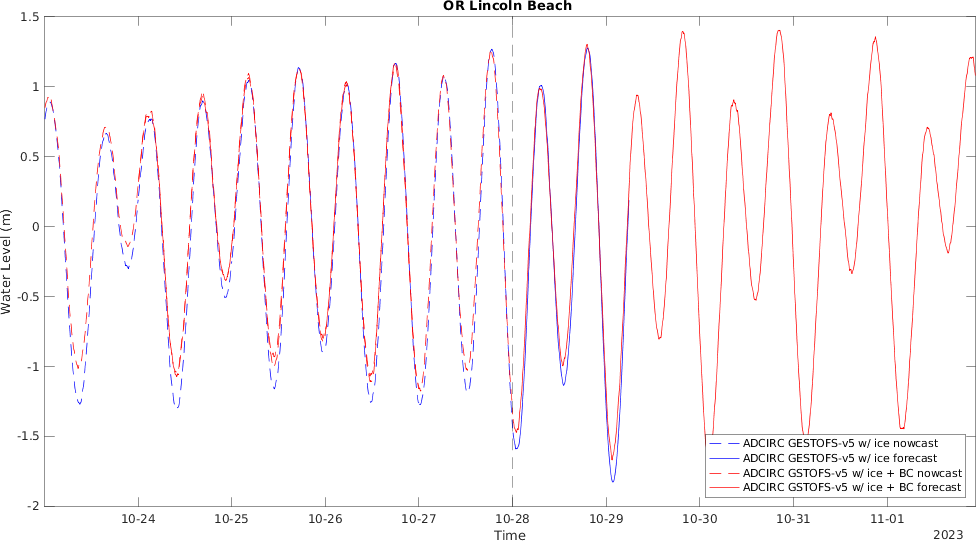 OR Lincoln Beach
1.5
1
0.5
0
-0.5
-1
-1.5
-2
Water Level (m)
10-24
10-25
10-26
10-27
10-28
10-29
10-30
10-31
11-01
Time
2023
ADCIRC GESTOFS-v5 w/ ice nowcast
ADCIRC GESTOFS-v5 w/ ice forecast
ADCIRC GSTOFS-v5 w/ ice + BC nowcast
ADCIRC GSTOFS-v5 w/ ice + BC forecast